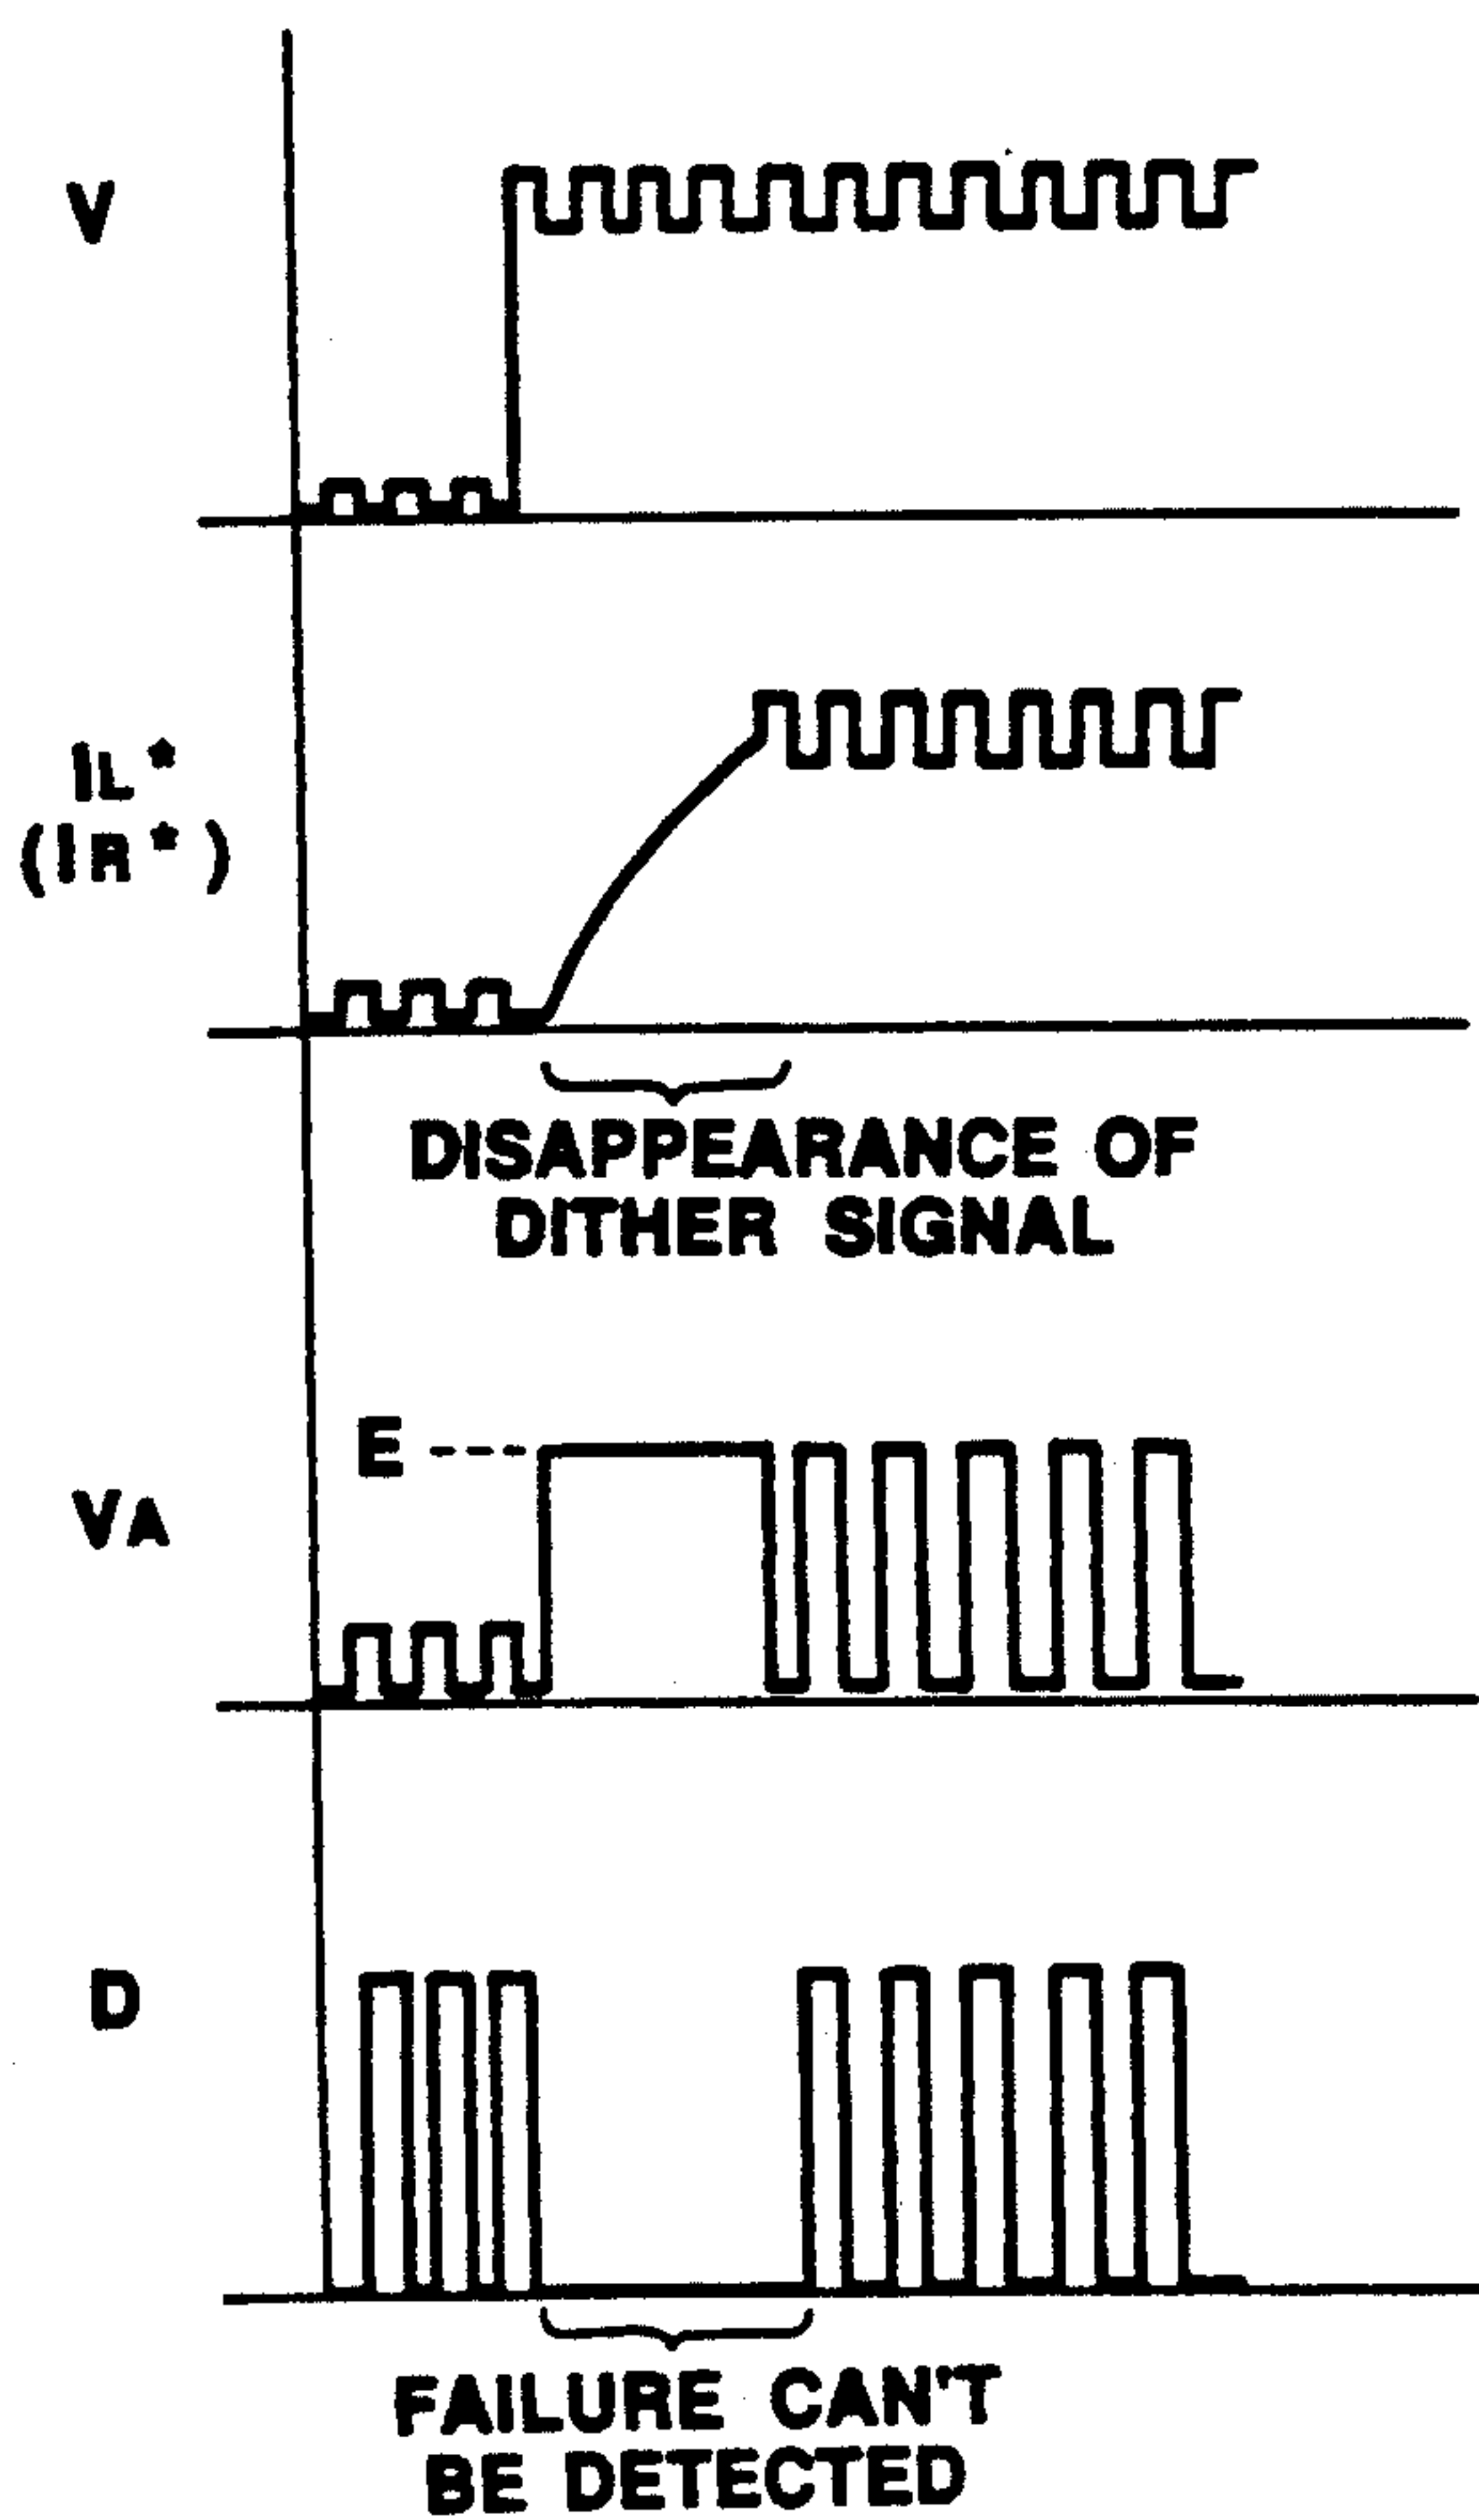 V
IL*
(IR*)
DISAPPEARANCE OF
DITHER SIGNAL
E ---
VA
D
FAILURE CAN'T
BE DETECTED